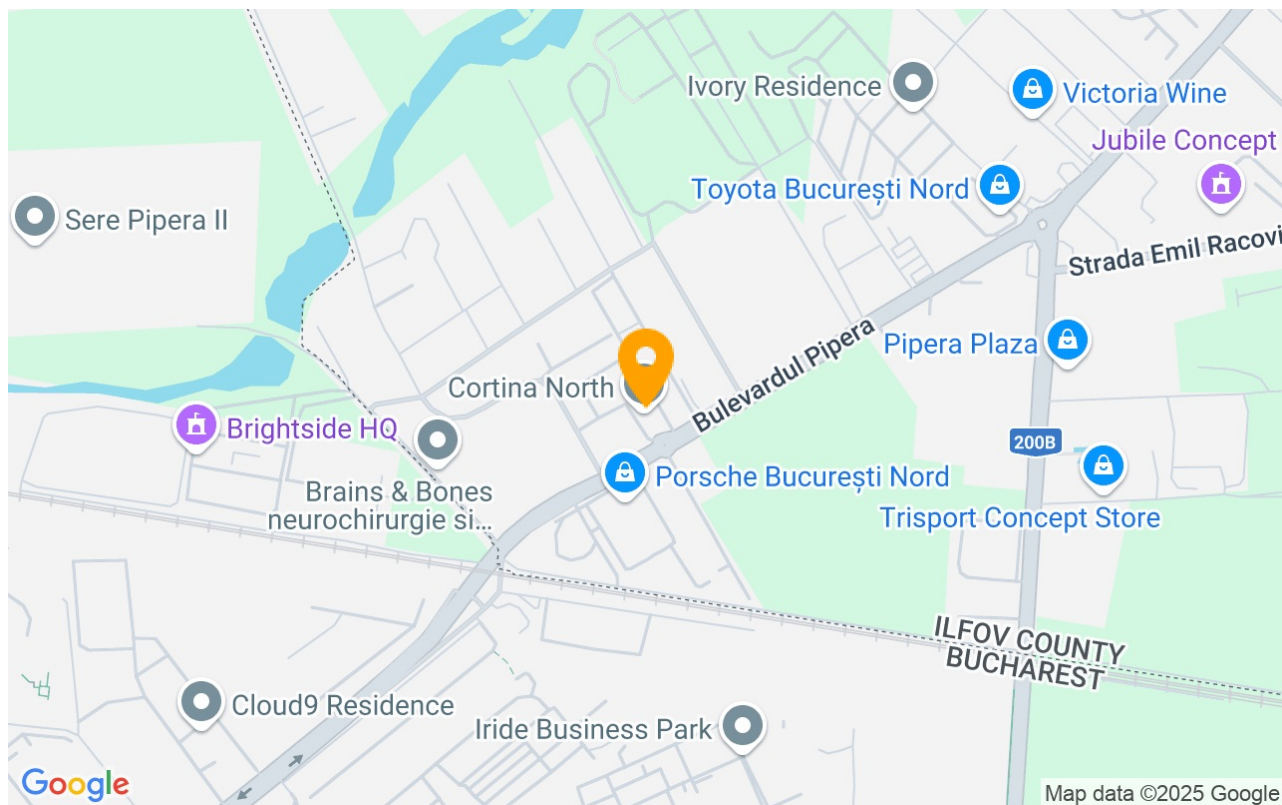 Ivory Residence
Victoria Wine
Jubile Concept
Toyota București Nord
Sere Pipera II
Strada Emil Racovi
Bulevardul Pipera
Pipera Plaza
Cortina North
Brightside HQ
200B
Porsche București Nord
Brains & Bones
neurochirurgie si...
Trisport Concept Store
ILFOV COUNTY
BUCHAREST
Cloud9 Residence
Iride Business Park
Google
Map data ©2025 Google